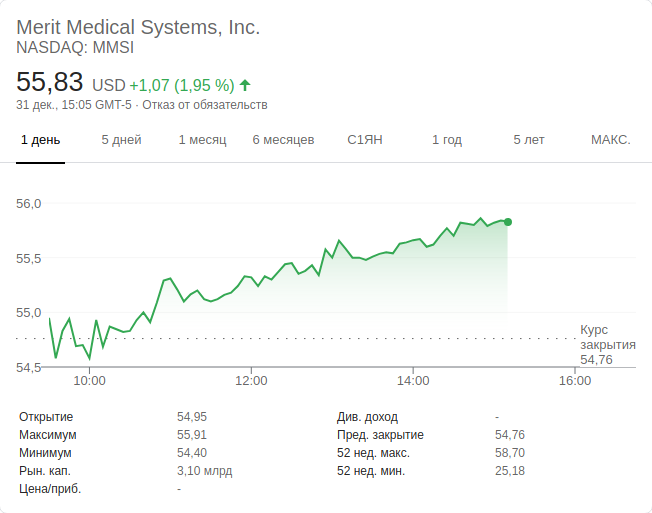 Merit Medical Systems, Inc.
NASDAQ: MMSI
55,83 USD +1,07 (1,95 %)
31 дек., 15:05 GMT-5 · Отказ от обязательств
1 день 5 дней 1 месяц 6 месяцев С1ЯН 1 год 5 лет МАКС.
56,0
55,5
55,0
54,5
Курс
закрытия
54,76
10:00 12:00 14:00 16:00
Открытие 54,95 Див. доход -
Максимум 55,91 Пред. закрытие 54,76
Минимум 54,40 52 нед. макс. 58,70
Рын. кап. 3,10 млрд 52 нед. мин. 25,18
Цена/приб. -